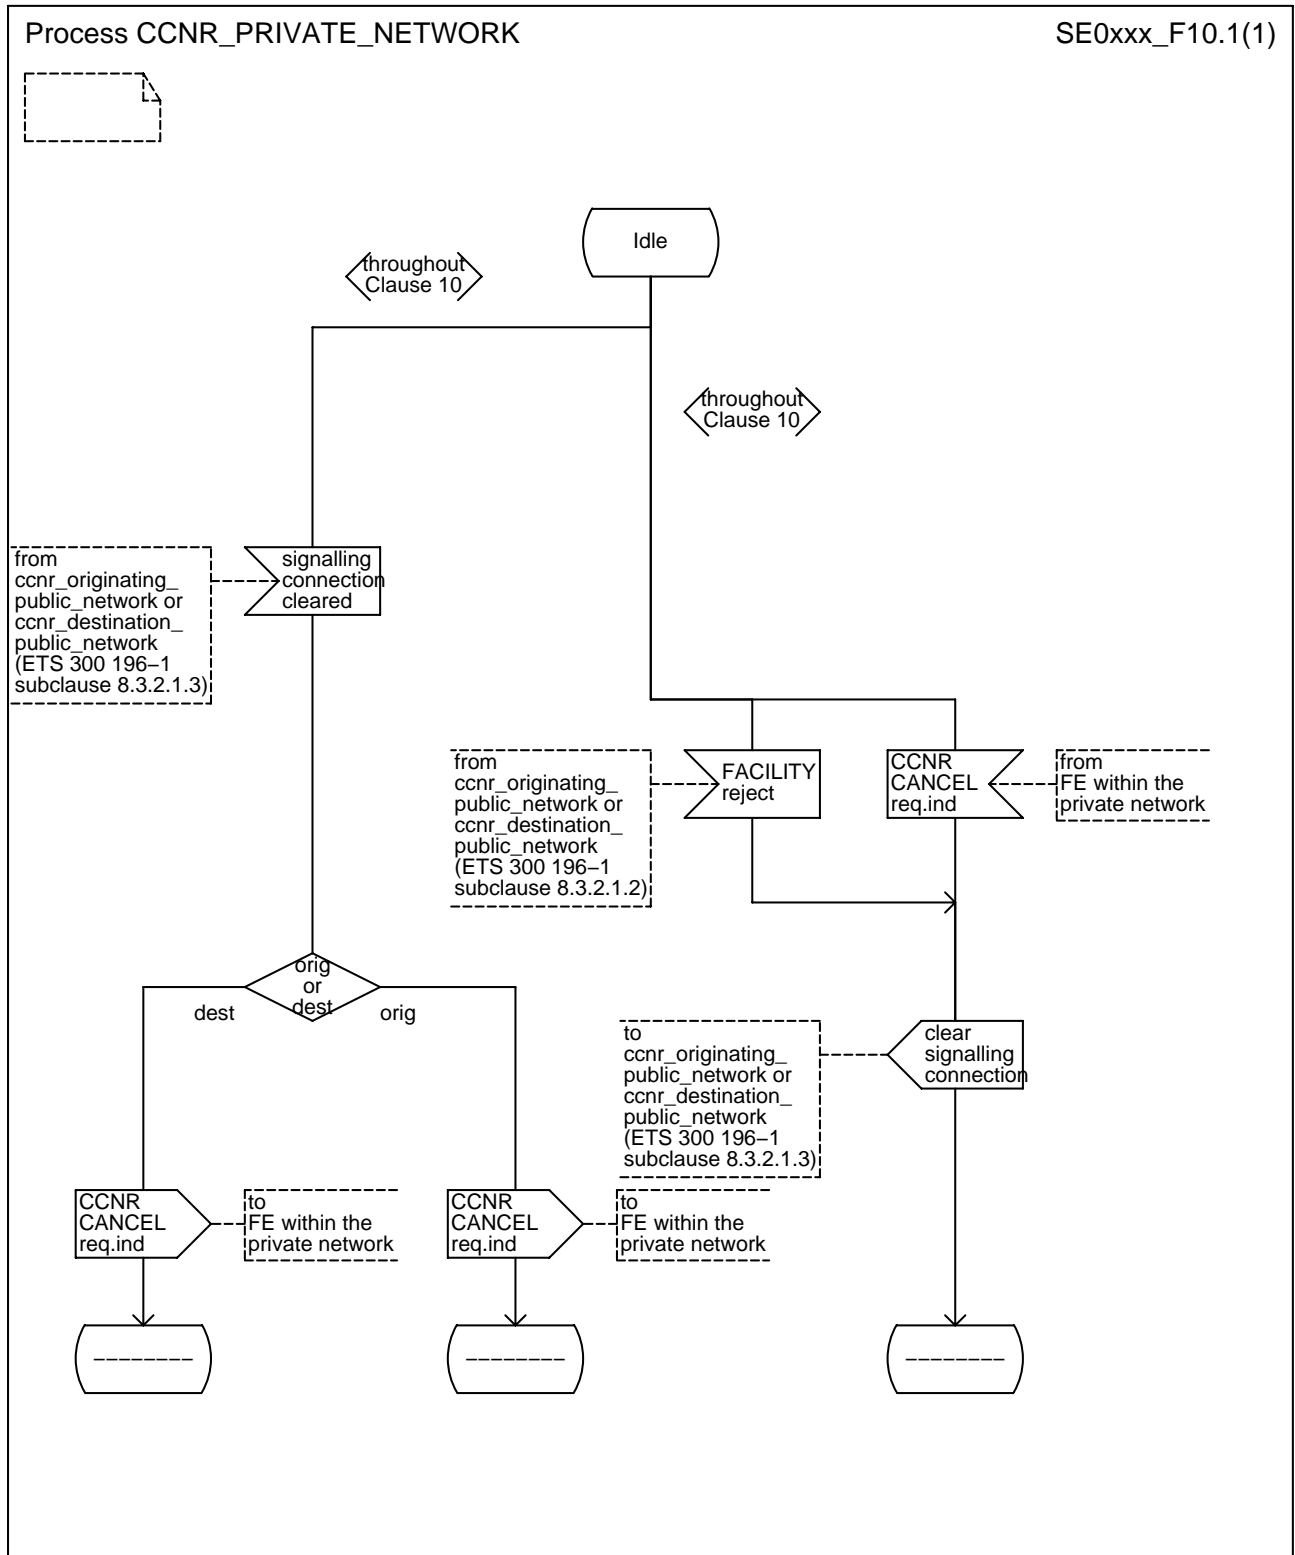 Process CCNR_PRIVATE_NETWORK
SE0xxx_F10.1(1)
Idle
throughout
Clause 10
throughout
Clause 10
from
ccnr_originating_
public_network or
ccnr_destination_
public_network
(ETS 300 196−1
subclause 8.3.2.1.3)
signalling
connection
cleared
from
ccnr_originating_
public_network or
ccnr_destination_
public_network
(ETS 300 196−1
subclause 8.3.2.1.2)
FACILITY
reject
CCNR
CANCEL
req.ind
from
FE within the
private network
orig
or
dest
dest
orig
to
ccnr_originating_
public_network or
ccnr_destination_
public_network
(ETS 300 196−1
subclause 8.3.2.1.3)
clear
signalling
connection
CCNR
CANCEL
req.ind
to
FE within the
private network
CCNR
CANCEL
req.ind
to
FE within the
private network